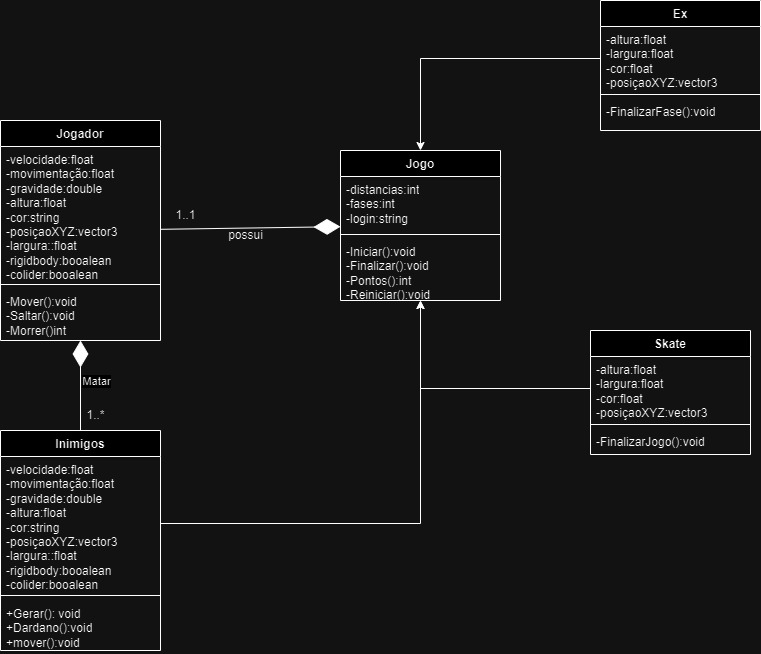 Ex
-altura:float
-largura:float
-cor:float
-posiçaoXYZ:vector3
-FinalizarFase():void
Jogador
-velocidade:float
-movimentação:float
-gravidade:double
-altura:float
-cor:string
-posiçaoXYZ:vector3
-largura::float
-rigidbody:booalean
-colider:booalean
-Mover():void
-Saltar():void
-Morrer()int
1..1
possui
Jogo
-distancias:int
-fases:int
-login:string
-Iniciar():void
-Finalizar():void
-Pontos():int
-Reiniciar():void
Skate
-altura:float
-largura:float
-cor:float
-posiçaoXYZ:vector3
-FinalizarJogo():void
Matar
1..*
Inimigos
-velocidade:float
-movimentação:float
-gravidade:double
-altura:float
-cor:string
-posiçaoXYZ:vector3
-largura::float
-rigidbody:booalean
-colider:booalean
+Gerar(): void
+Dardano():void
+mover():void